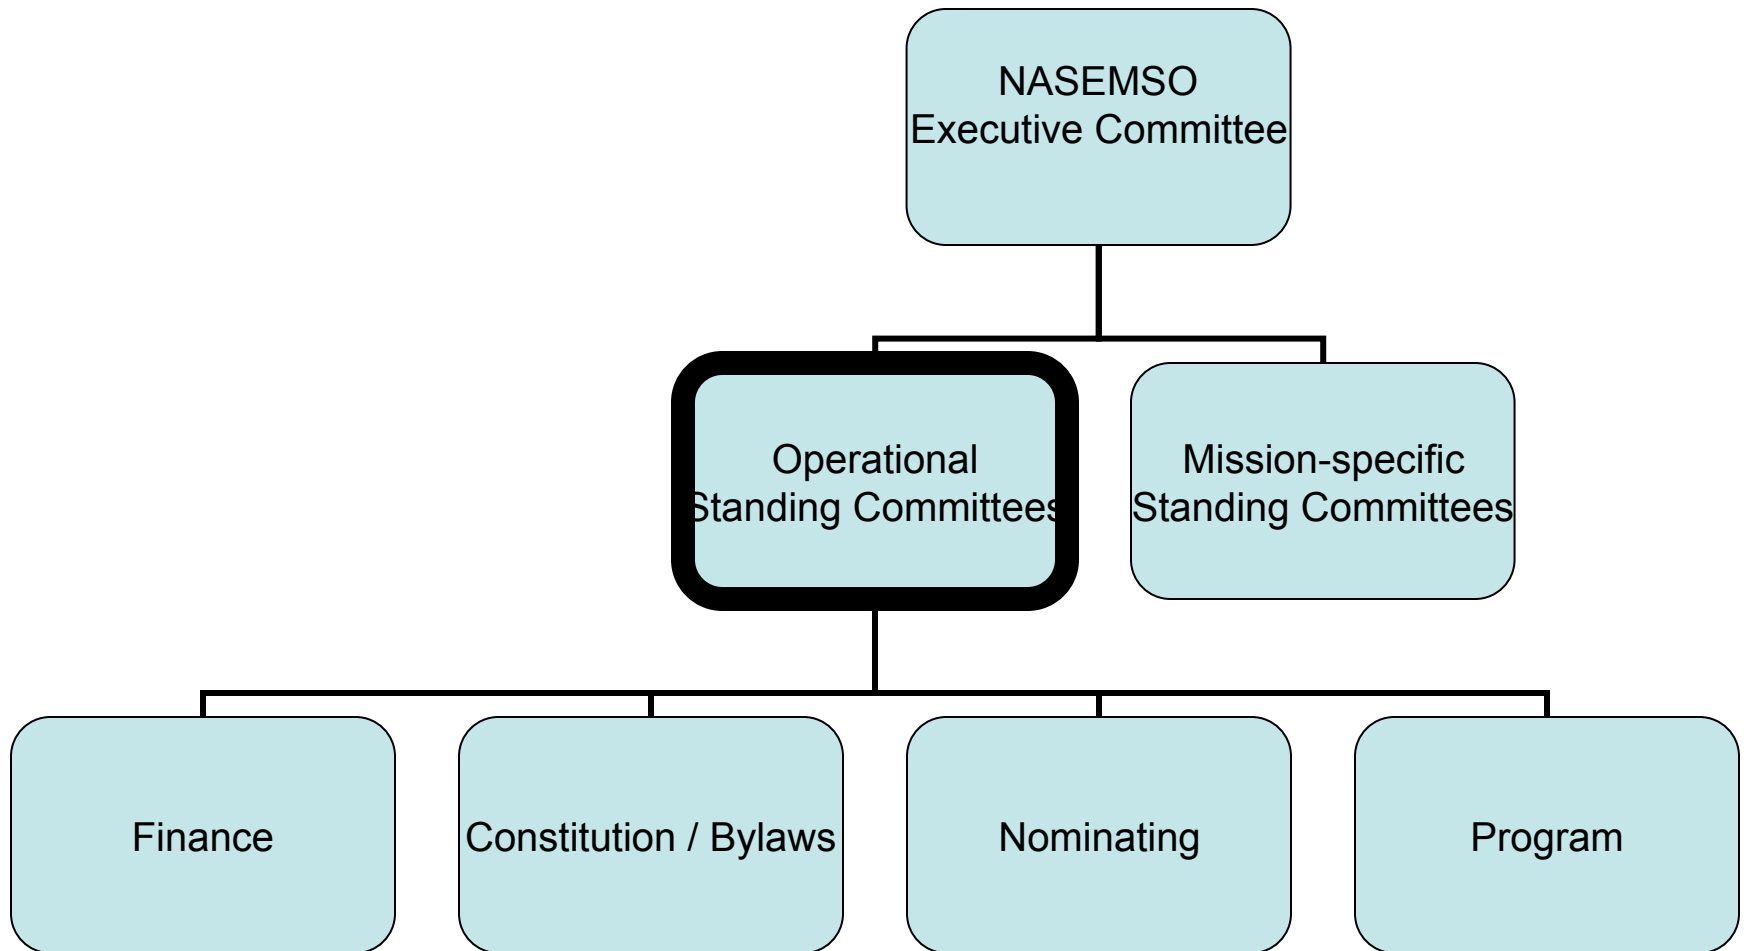 NASEMSO
Executive Committee
Operational
Standing Committees
Mission-specific
Standing Committees
Finance
Constitution / Bylaws
Nominating
Program